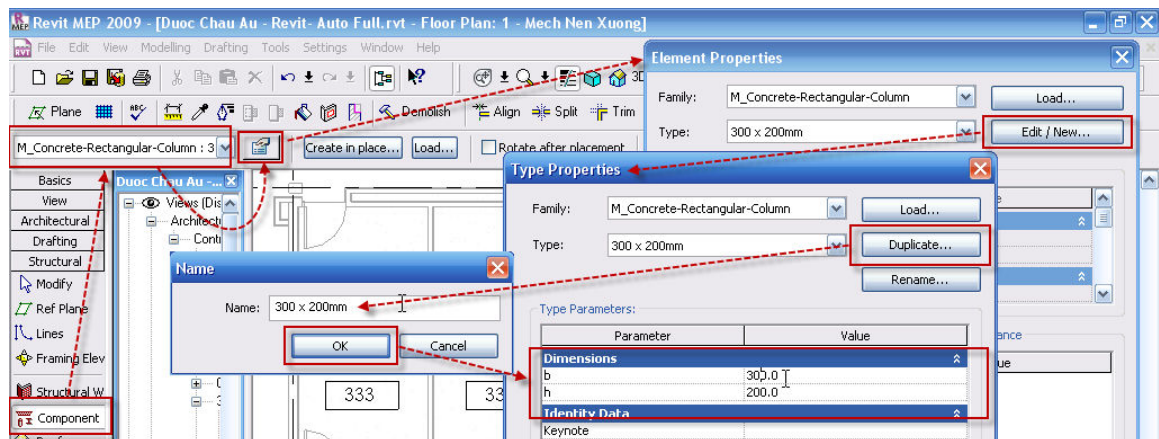 Revit MEP 2009 - [Duoc Chau Au - Revit- Auto Full.rvt - Floor Plan: 1 - Mech Nen Xuong]
File Edit View Modelling Drafting Tools Settings Window Help
Element Properties
Family: M_Concrete-Rectangular-Column Load...
Plane Demolish Align Split Trim
Type: 300 x 200mm Edit / New...
M_Concrete-Rectangular-Column : 3 Create in place... Load... Rotate after placement
Type Properties
Basics
Duoc Chau Au -...
View
Views (Dis
Architectural
Architectu
Drafting
Cont
Structural
Family: M_Concrete-Rectangular-Column Load...
Type: 300 x 200mm Duplicate...
Rename...
Name
Name: 300 x 200mm
OK Cancel
Modify
Ref Plane
Lines
Framing Elev
Structural W
Component
333
33
Type Parameters:
Parameter Value
Dimensions
b 300.0
h 200.0
Identity Data
Keynote
ance
ue